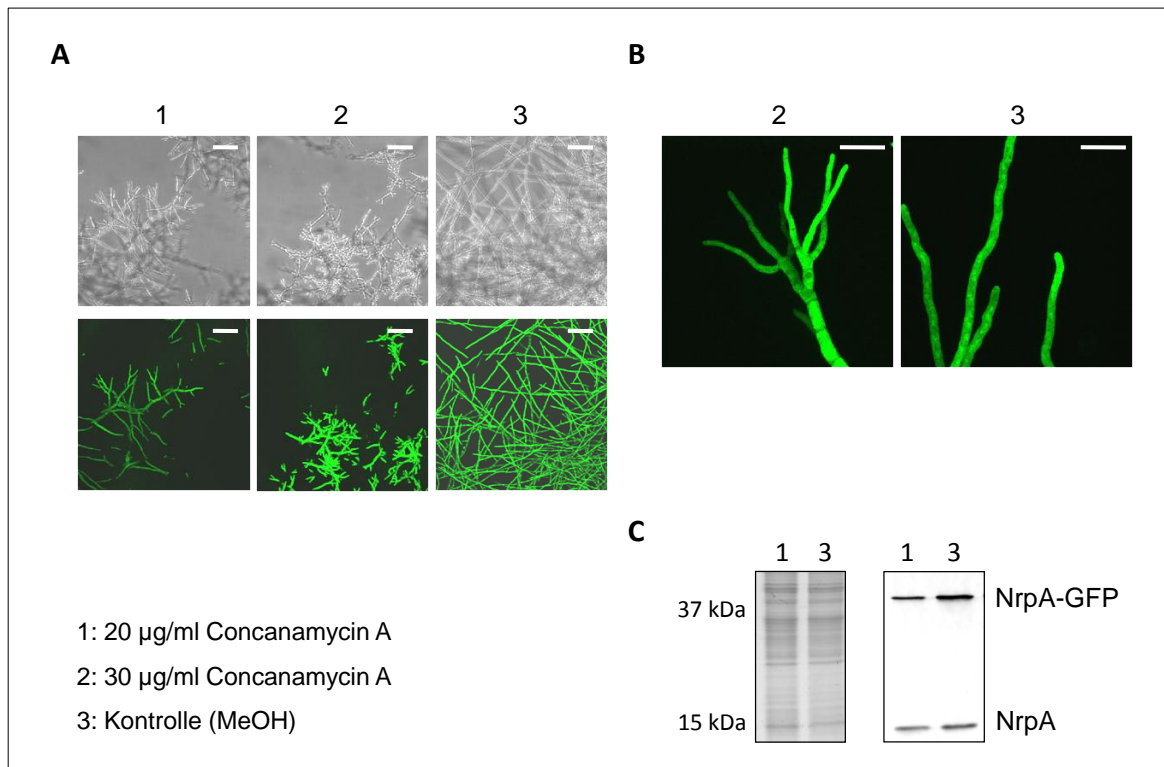 A
B
1 2 3
2 3
C
1 3
1 3
37 kDa
NrpA-GFP
15 kDa
NrpA
1: 20 µg/ml Concanamycin A
2: 30 µg/ml Concanamycin A
3: Kontrolle (MeOH)